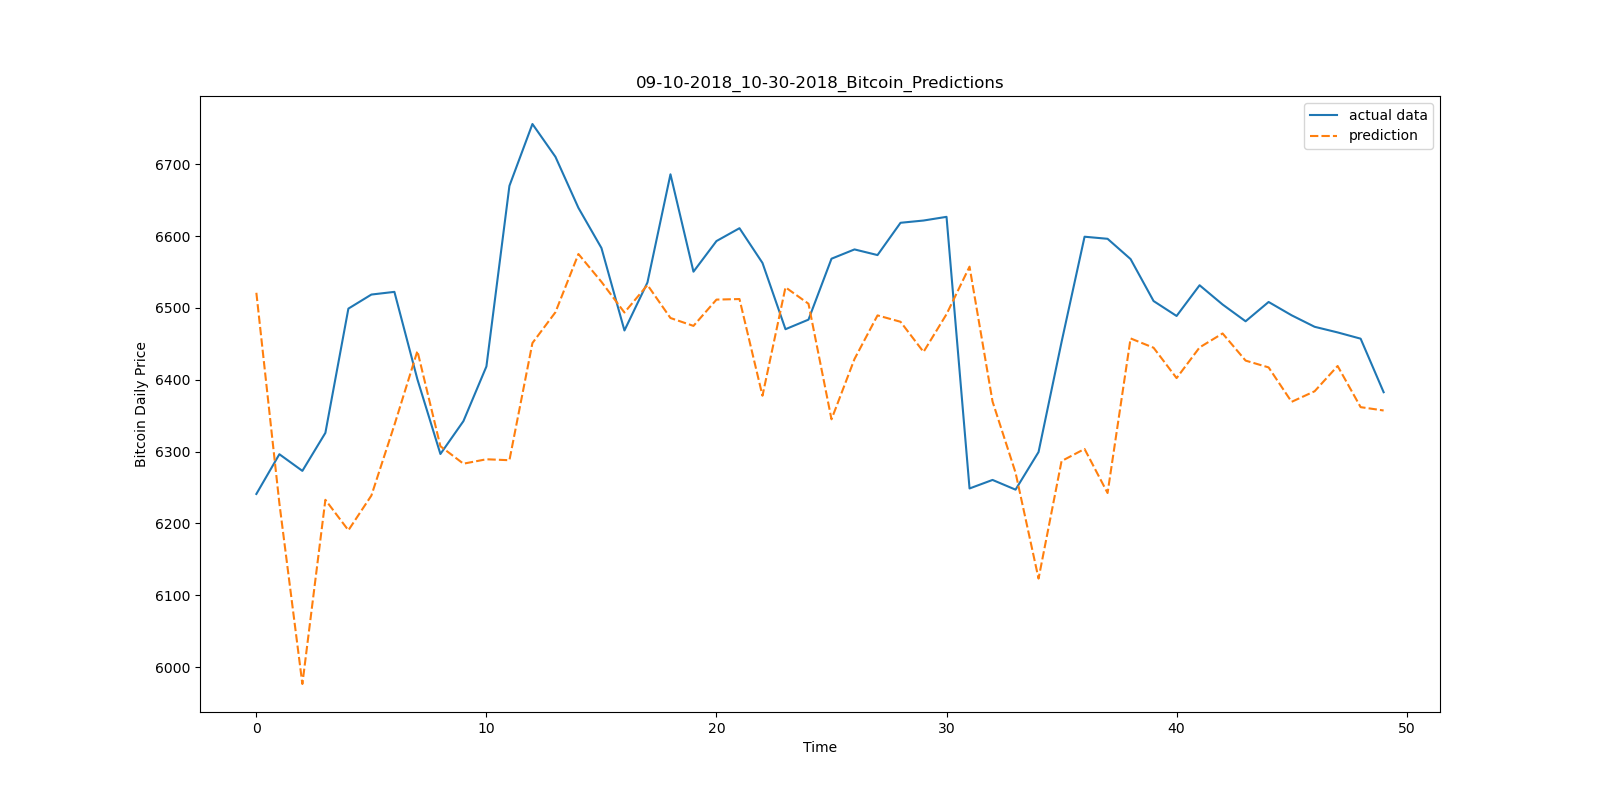 09-10-2018_10-30-2018_Bitcoin_Predictions
actual data
prediction
Bitcoin Daily Price
6700
6600
6500
6400
6300
6200
6100
6000
0 10 20 30 40 50
Time